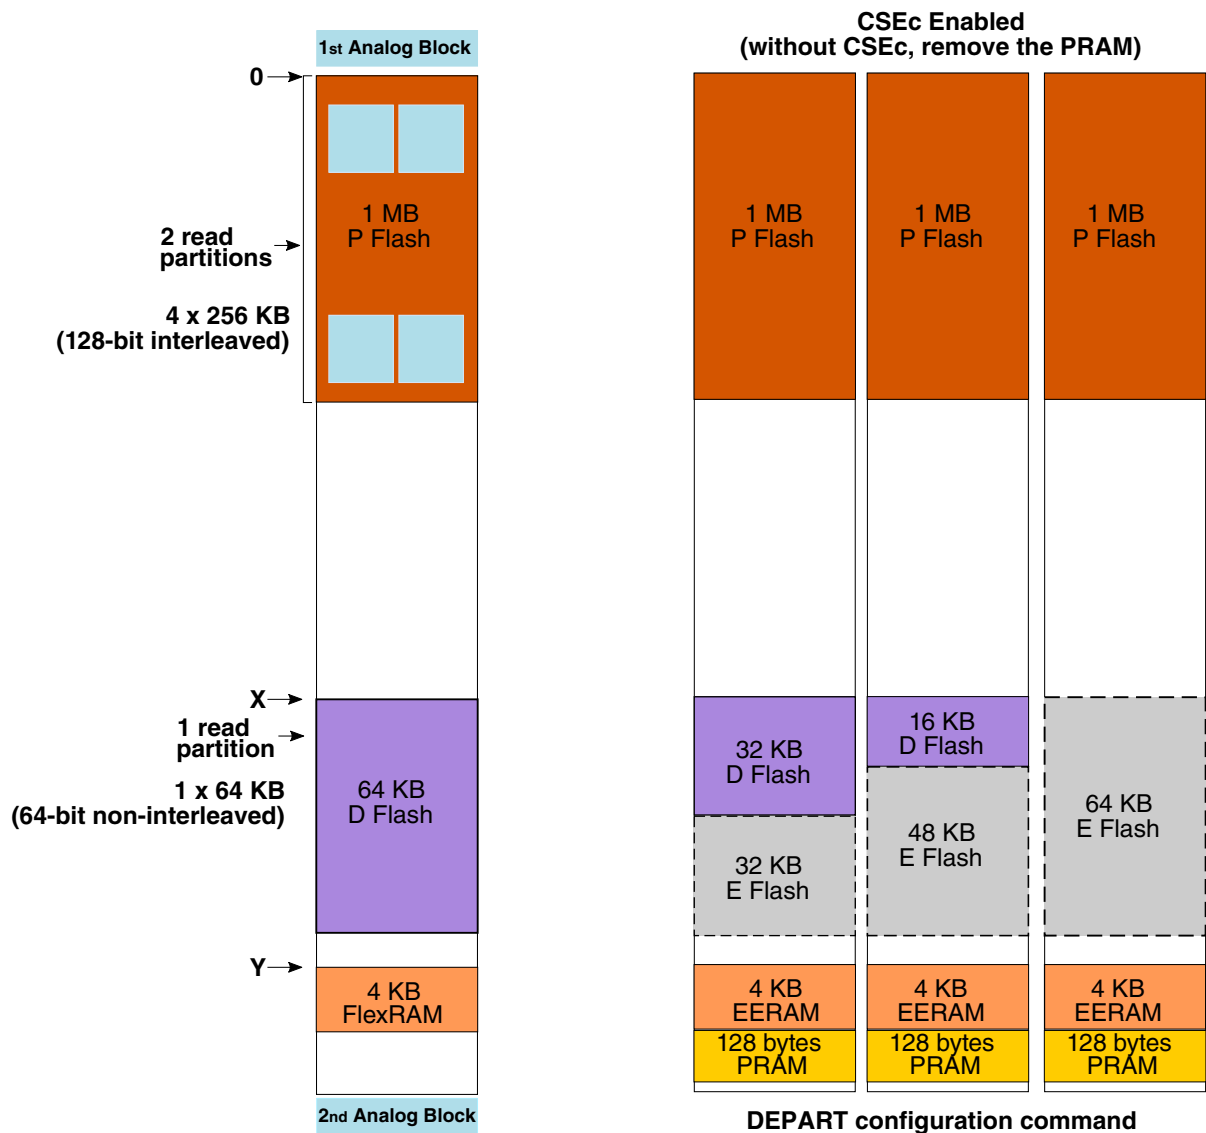 1st Analog Block
0
1 MB
P Flash
2 read
partitions
4 x 256 KB
(128-bit interleaved)
X
1 read
partition
1 x 64 KB
(64-bit non-interleaved)
64 KB
D Flash
Y
4 KB
FlexRAM
2nd Analog Block
CSEc Enabled
(without CSEc, remove the PRAM)
1 MB
P Flash
1 MB
P Flash
1 MB
P Flash
32 KB
D Flash
32 KB
E Flash
16 KB
D Flash
48 KB
E Flash
64 KB
E Flash
4 KB
EERAM
4 KB
EERAM
4 KB
EERAM
128 bytes
PRAM
128 bytes
PRAM
128 bytes
PRAM
DEPART configuration command